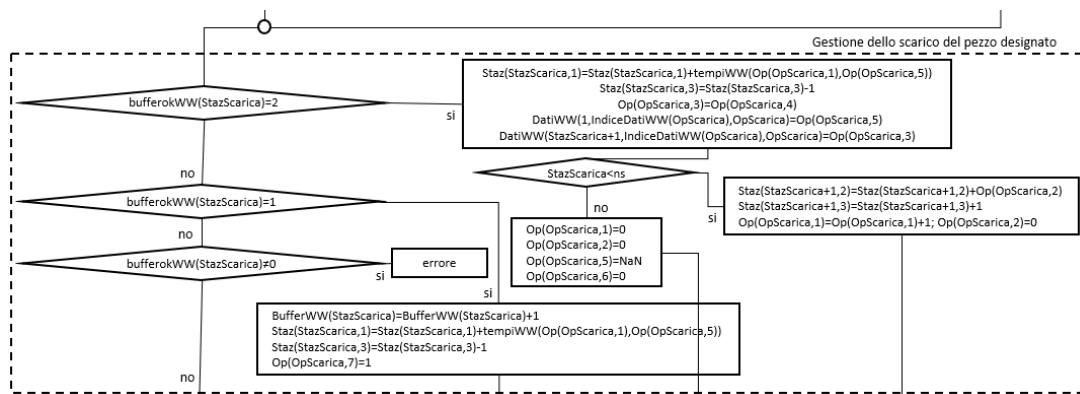 Gestione dello scarico del pezzo designato
bufferokWW(StazScarica)=2
si
Staz(StazScarica,1)=Staz(StazScarica,1)+tempiWW(Op(OpScarica,1),Op(OpScarica,5))
Staz(StazScarica,3)=Staz(StazScarica,3)-1
Op(OpScarica,3)=Op(OpScarica,4)
DatiWW(1,IndiceDatiWW(OpScarica),OpScarica)=Op(OpScarica,5)
DatiWW(StazScarica+1,IndiceDatiWW(OpScarica),OpScarica)=Op(OpScarica,3)
no
StazScarica<ns
si
Staz(StazScarica+1,2)=Staz(StazScarica+1,2)+Op(OpScarica,2)
Staz(StazScarica+1,3)=Staz(StazScarica+1,3)+1
Op(OpScarica,1)=Op(OpScarica,1)+1; Op(OpScarica,2)=0
no
Op(OpScarica,1)=0
Op(OpScarica,2)=0
Op(OpScarica,5)=NaN
Op(OpScarica,6)=0
bufferokWW(StazScarica)=1
no
si
bufferokWW(StazScarica)≠0
si
errore
BufferWW(StazScarica)=BufferWW(StazScarica)+1
Staz(StazScarica,1)=Staz(StazScarica,1)+tempiWW(Op(OpScarica,1),Op(OpScarica,5))
Staz(StazScarica,3)=Staz(StazScarica,3)-1
Op(OpScarica,7)=1
no